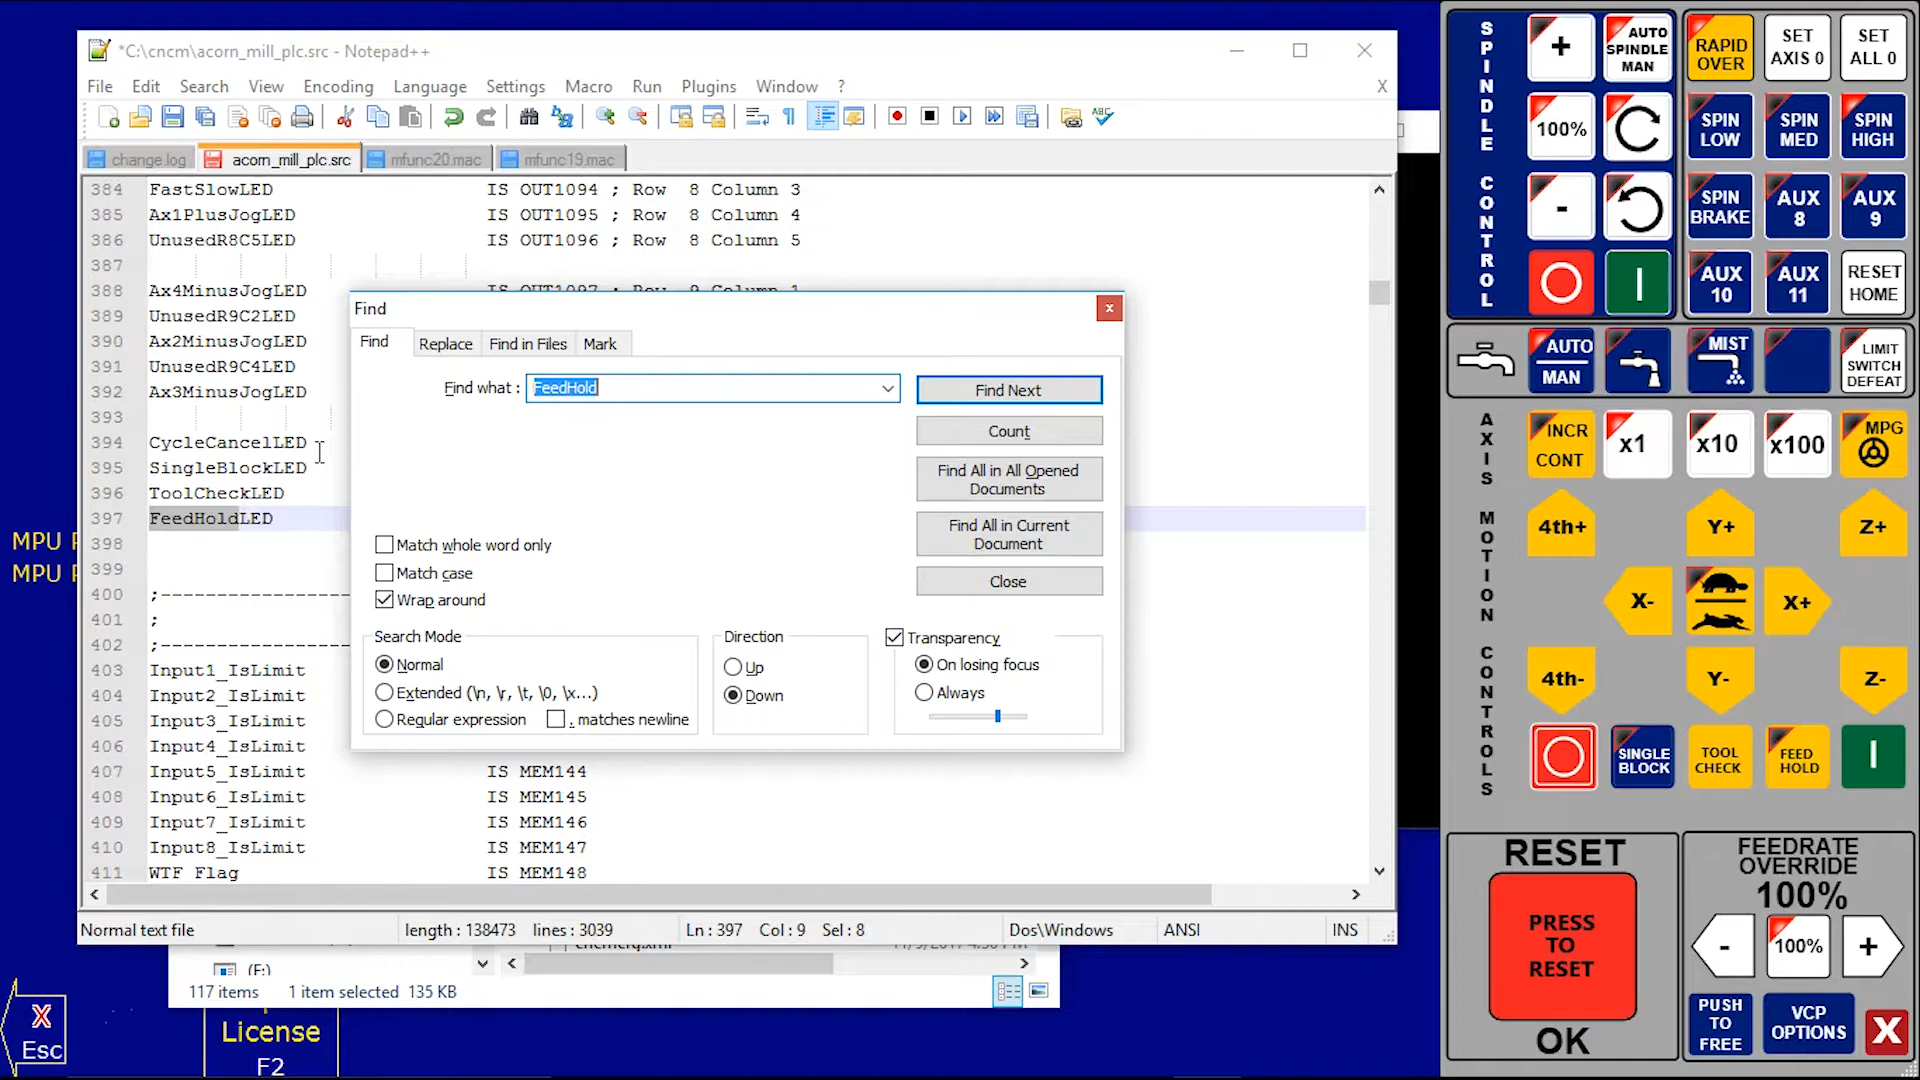 *C:\cncm\acorn_mill_plc.src - Notepad++
File Edit Search View Encoding Language Settings Macro Run Plugins Window ? X
change.log acorn_mill_plc.src mfunc20.mac mfunc19.mac
384 FastSlowLED IS OUT1094 ; Row 8 Column 3
385 Ax1PlusJogLED IS OUT1095 ; Row 8 Column 4
386 UnusedR8C5LED IS OUT1096 ; Row 8 Column 5
387
388 Ax4MinusJogLED IS OUT1097 ; Row 9 Column 1
389 UnusedR9C2LED
390 Ax2MinusJogLED
391 UnusedR9C4LED
392 Ax3MinusJogLED
393
394 CycleCancelLED
395 SingleBlockLED
396 ToolCheckLED
397 FeedHoldLED
398
399
400 ;------------------
401 ;
402 ;------------------
403 Input1_IsLimit
404 Input2_IsLimit
405 Input3_IsLimit
406 Input4_IsLimit
407 Input5_IsLimit IS MEM144
408 Input6_IsLimit IS MEM145
409 Input7_IsLimit IS MEM146
410 Input8_IsLimit IS MEM147
411 WTF_Flag IS MEM148
Find
Find Replace Find in Files Mark
Find what : FeedHold
Find Next
Count
Find All in All Opened
Documents
Find All in Current
Document
Close
Match whole word only
Match case
Wrap around
Search Mode
Normal
Extended (\n, \r, \t, \0, \x...)
Regular expression . matches newline
Direction
Up
Down
Transparency
On losing focus
Always
Normal text file length : 138473 lines : 3039 Ln : 397 Col : 9 Sel : 8 Dos\Windows ANSI INS
(F:)
117 items 1 item selected 135 KB
MPU
MPU
X
Esc
License
F2
SPINDLE CONTROL
+
AUTO
SPINDLE
MAN
RAPID
OVER
SET
AXIS 0
SET
ALL 0
100%
SPIN
LOW
SPIN
MED
SPIN
HIGH
-
SPIN
BRAKE
AUX
8
AUX
9
AUX
10
AUX
11
RESET
HOME
AUTO
MAN
MIST
LIMIT
SWITCH
DEFEAT
AXIS MOTION CONTROLS
INCR
CONT
x1
x10
x100
MPG
4th+
Y+
Z+
X-
X+
4th-
Y-
Z-
SINGLE
BLOCK
TOOL
CHECK
FEED
HOLD
RESET
PRESS
TO
RESET
OK
FEEDRATE
OVERRIDE
100%
-
100%
+
PUSH
TO
FREE
VCP
OPTIONS
X